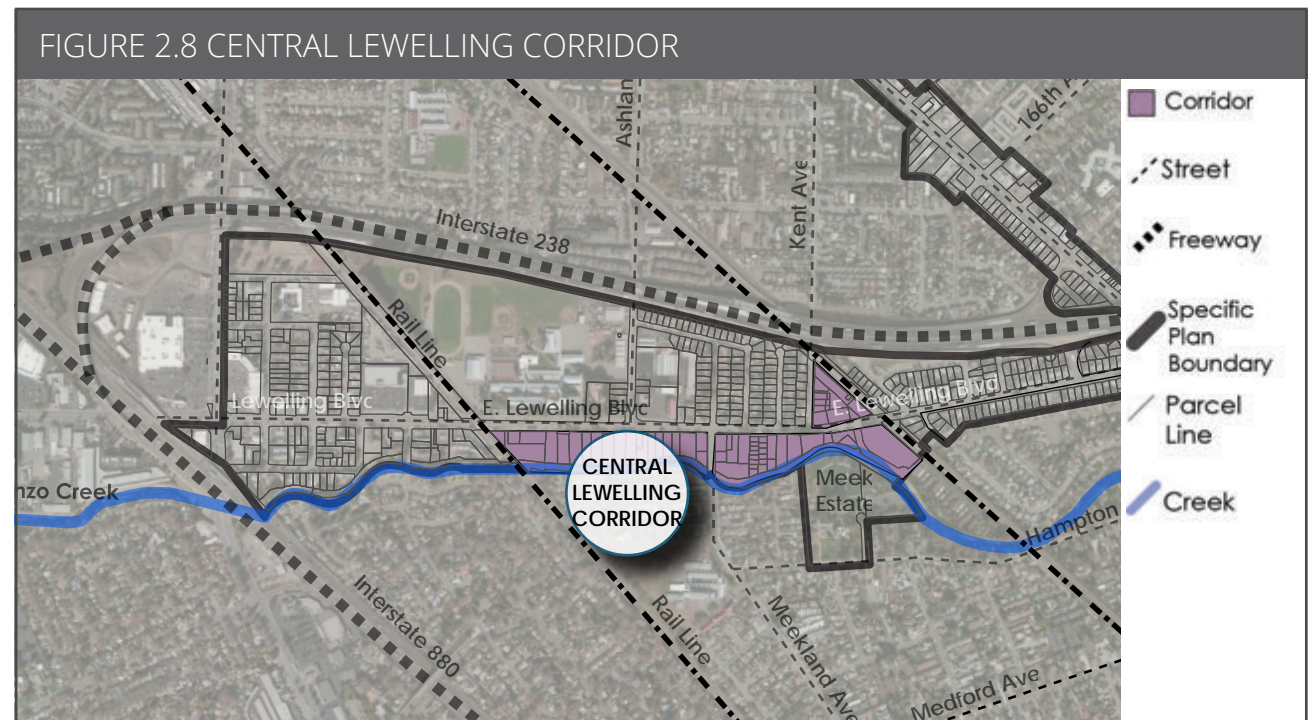 FIGURE 2.8 CENTRAL LEWELLING CORRIDOR
Ashlan
166th A
Kent Ave
Interstate 238
Rail Line
Lewelling Blvc
E. Lewelling Blvc
E. Lewelling Blvd
CENTRAL
LEWELLING
CORRIDOR
Meek
Estate
nzo Creek
Hampton
Interstate 880
Rail Line
Meekland Ave
Medford Ave
Corridor
Street
Freeway
Specific
Plan
Boundary
Parcel
Line
Creek